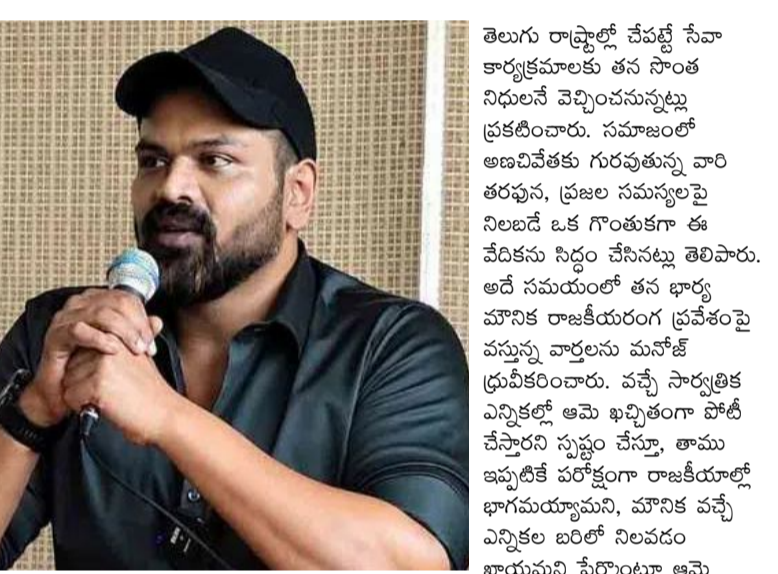 తెలుగు రాష్ట్రాల్లో చేపట్టే సేవా
కార్యక్రమాలకు తన సొంత
నిధులనే వెచ్చించనున్నట్లు
ప్రకటించారు. సమాజంలో
అణచివేతకు గురవుతున్న వారి
తరఫున, ప్రజల సమస్యలపై
నిలబడే ఒక గొంతుకగా ఈ
వేదికను సిద్ధం చేసినట్లు తెలిపారు.
అదే సమయంలో తన భార్య
మౌనిక రాజకీయరంగ ప్రవేశంపై
వస్తున్న వార్తలను మనోజ్
ధ్రువీకరించారు. వచ్చే సార్వత్రిక
ఎన్నికల్లో ఆమె ఖచ్చితంగా పోటీ
చేస్తారని స్పష్టం చేస్తూ, తాము
ఇప్పటికే పరోక్షంగా రాజకీయాల్లో
భాగమయ్యామని, మౌనిక వచ్చే
ఎన్నికల బరిలో నిలవడం
ఖాయమని పేర్కొంటూ ఆమె